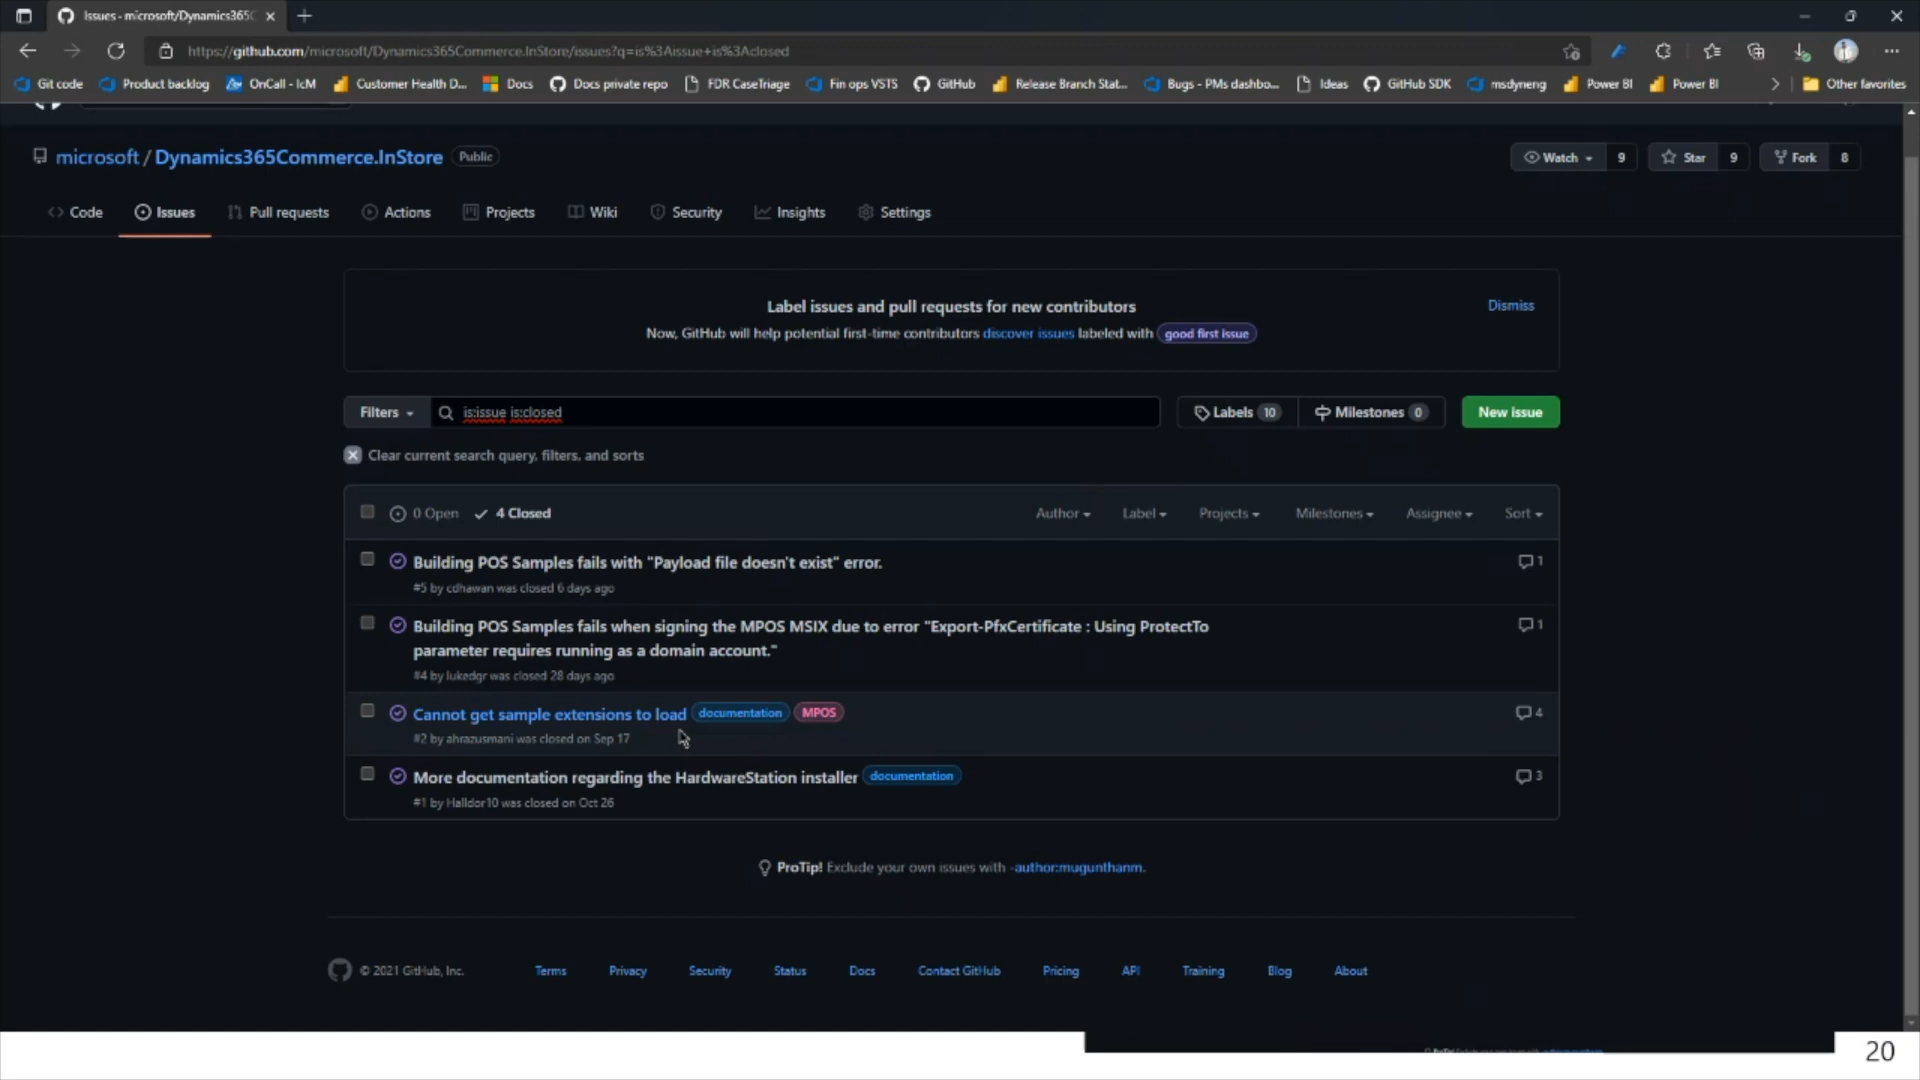 Issues - microsoft/Dynamics365C
https://github.com/microsoft/Dynamics365Commerce.InStore/issues?q=is%3Aissue+is%3Aclosed
Git code Product backlog OnCall - IcM Customer Health D... Docs Docs private repo FDR CaseTriage Fin ops VSTS GitHub Release Branch Stat... Bugs - PMs dashbo... Ideas GitHub SDK msdyneng Power BI Power BI Other favorites
microsoft / Dynamics365Commerce.InStore Public Watch 9 Star 9 Fork 8
Code Issues Pull requests Actions Projects Wiki Security Insights Settings
Label issues and pull requests for new contributors Dismiss
Now, GitHub will help potential first-time contributors discover issues labeled with good first issue
Filters is:issue is:closed Labels 10 Milestones 0 New issue
Clear current search query, filters, and sorts
0 Open 4 Closed Author Label Projects Milestones Assignee Sort
Building POS Samples fails with "Payload file doesn't exist" error. 1
#5 by cdhawan was closed 6 days ago
Building POS Samples fails when signing the MPOS MSIX due to error "Export-PfxCertificate : Using ProtectTo 1
parameter requires running as a domain account."
#4 by lukedgr was closed 28 days ago
Cannot get sample extensions to load documentation MPOS 4
#2 by ahrazusmani was closed on Sep 17
More documentation regarding the HardwareStation installer documentation 3
#1 by Halldor10 was closed on Oct 26
ProTip! Exclude your own issues with -author:mugunthanm.
© 2021 GitHub, Inc. Terms Privacy Security Status Docs Contact GitHub Pricing API Training Blog About
20